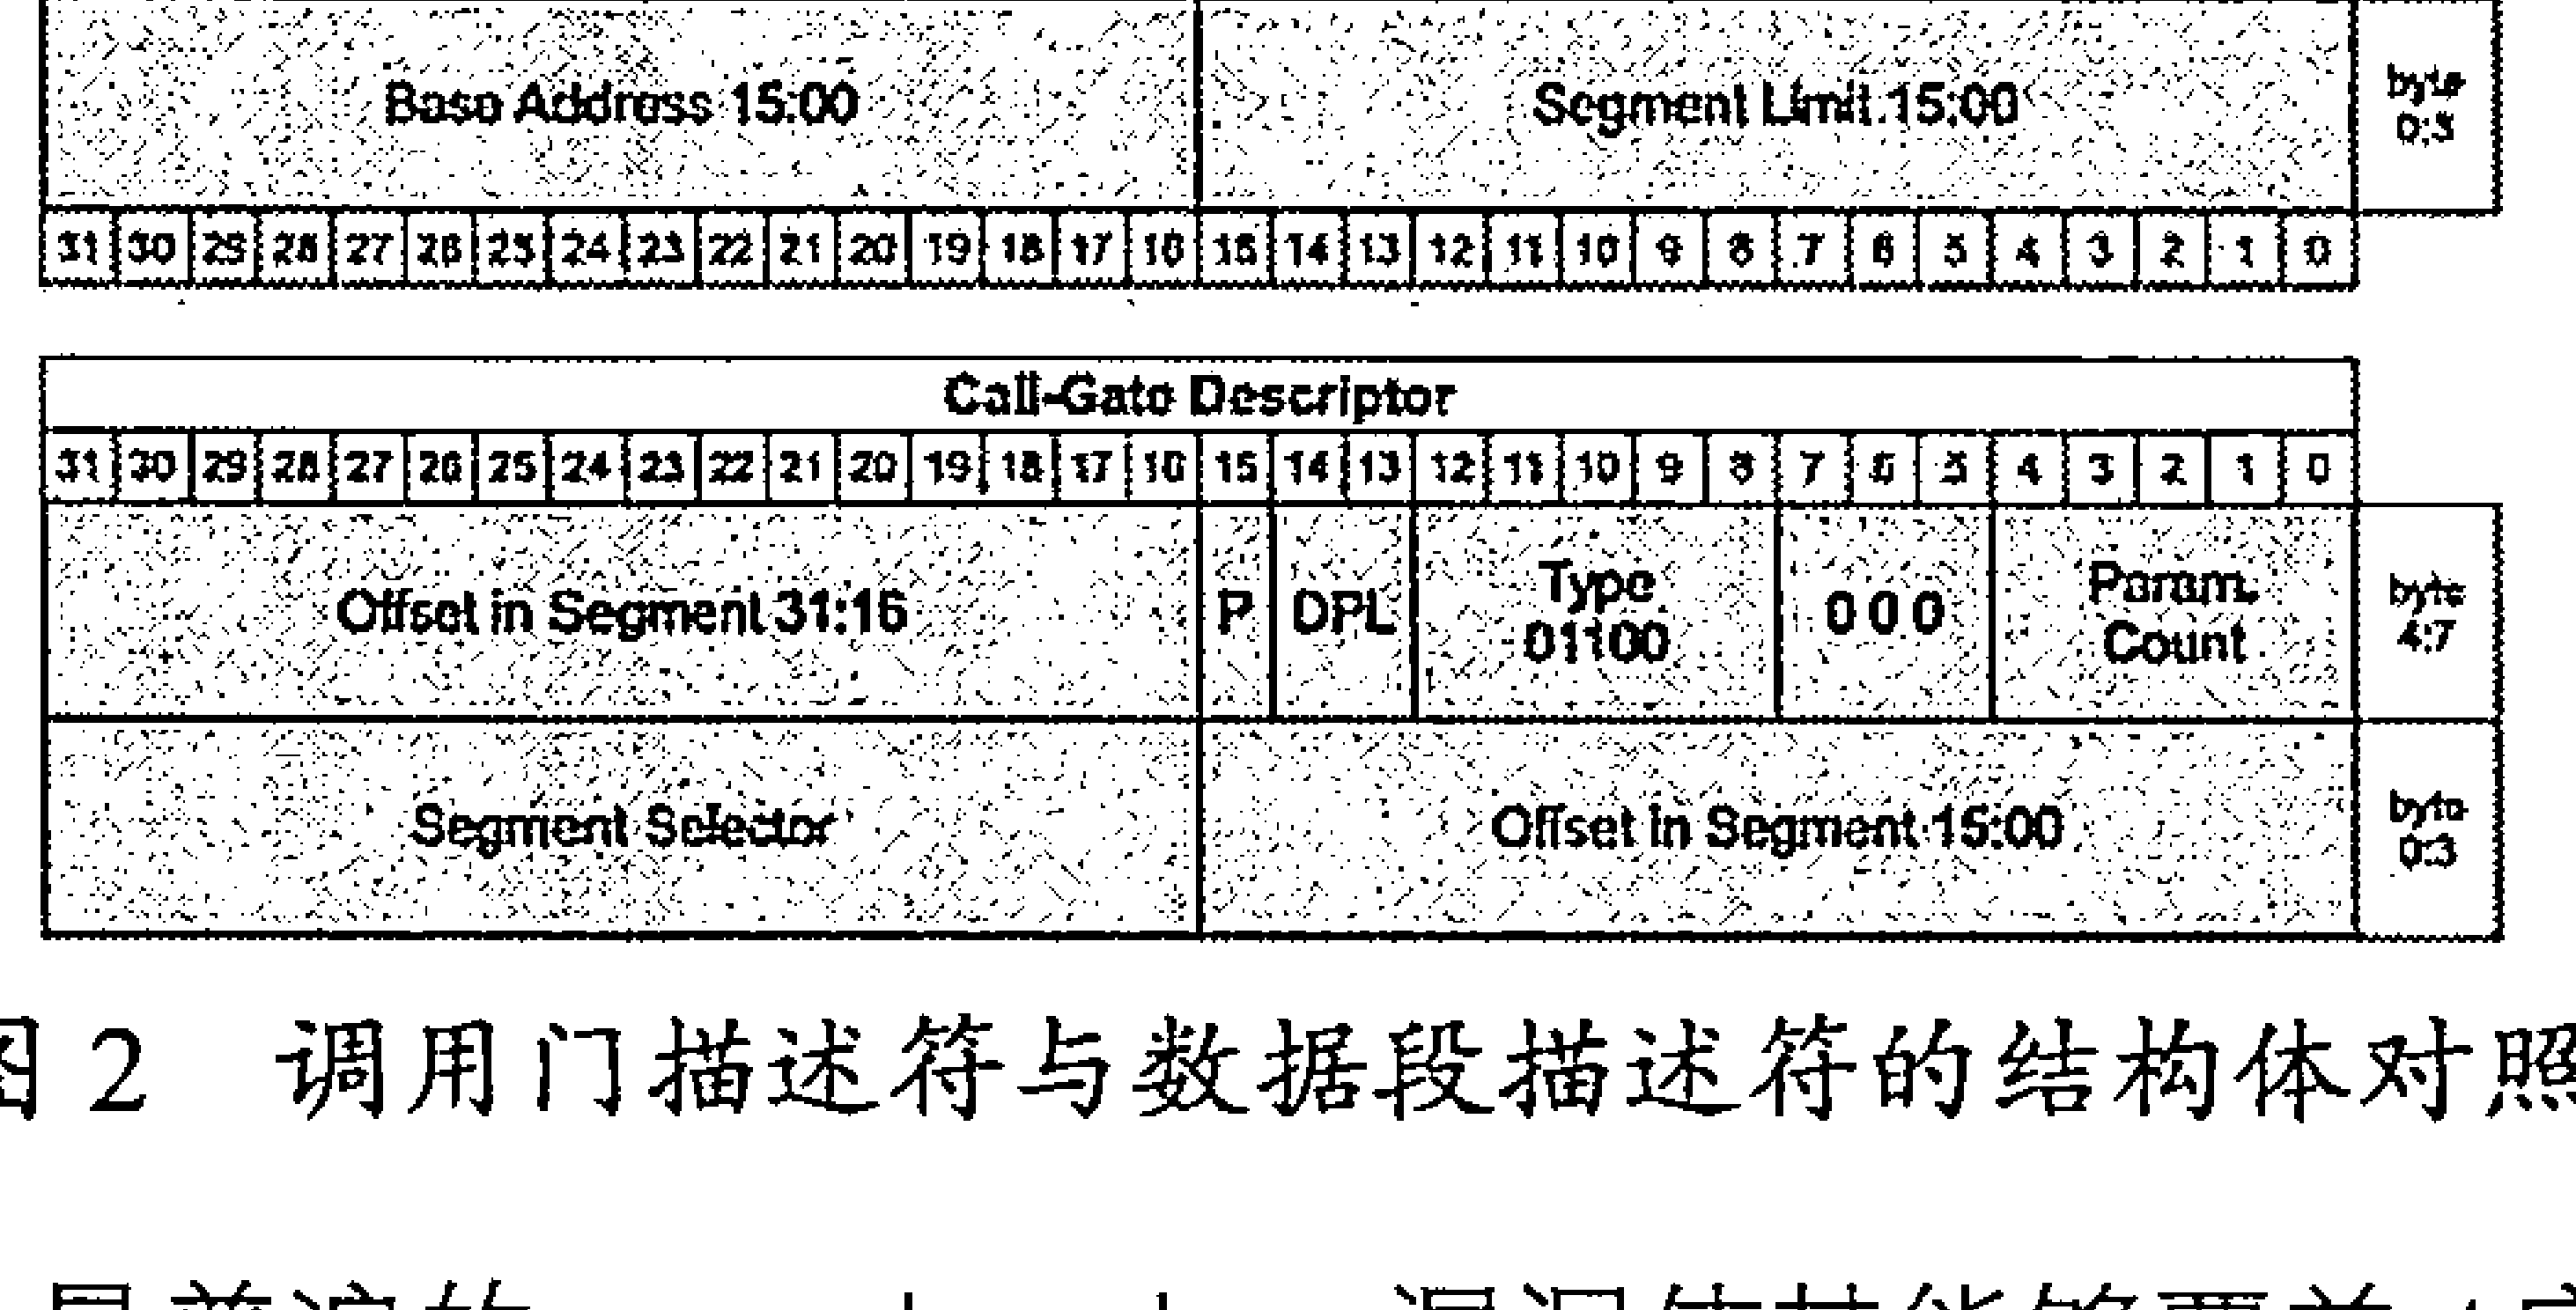 Base Address 15:00 Segment Limit 15:00 byte
0:3
31 30 29 28 27 26 25 24 23 22 21 20 19 18 17 16 15 14 13 12 11 10 9 8 7 6 5 4 3 2 1 0
Call-Gate Descriptor
31 30 29 28 27 26 25 24 23 22 21 20 19 18 17 16 15 14 13 12 11 10 9 8 7 6 5 4 3 2 1 0
Offset in Segment 31:16 P DPL Type
01100 0 0 0 Param.
Count byte
4:7
Segment Selector Offset in Segment 15:00 byte
0:3
图2 调用门描述符与数据段描述符的结构体对照